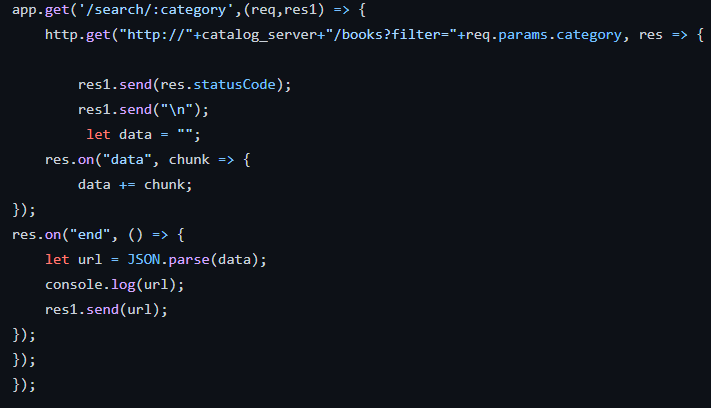 app.get('/search/:category',(req,res1) => {
    http.get("http://"+catalog_server+"/books?filter="+req.params.category, res => {

        res1.send(res.statusCode);
        res1.send("\n");
         let data = "";
    res.on("data", chunk => {
        data += chunk;
});
res.on("end", () => {
    let url = JSON.parse(data);
    console.log(url);
    res1.send(url);
});
});
});